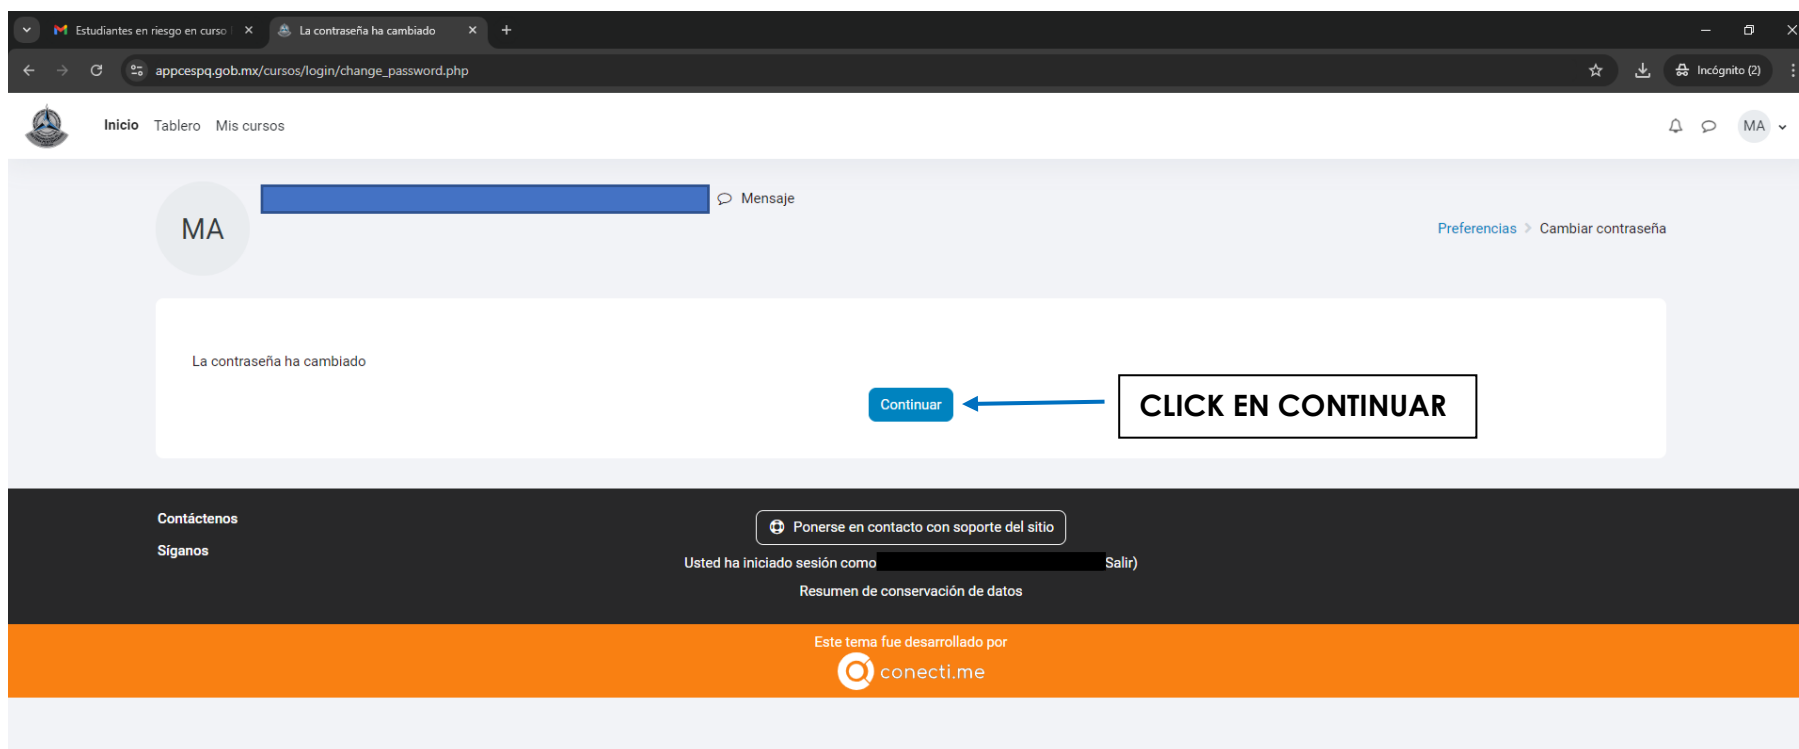 Estudiantes en riesgo en curso
La contraseña ha cambiado
appcespq.gob.mx/cursos/login/change_password.php
Incógnito (2)
Inicio Tablero Mis cursos
MA
MA
Mensaje
Preferencias > Cambiar contraseña
La contraseña ha cambiado
Continuar
CLICK EN CONTINUAR
Contáctenos
Síganos
Ponerse en contacto con soporte del sitio
Usted ha iniciado sesión como Salir)
Resumen de conservación de datos
Este tema fue desarrollado por
conecti.me